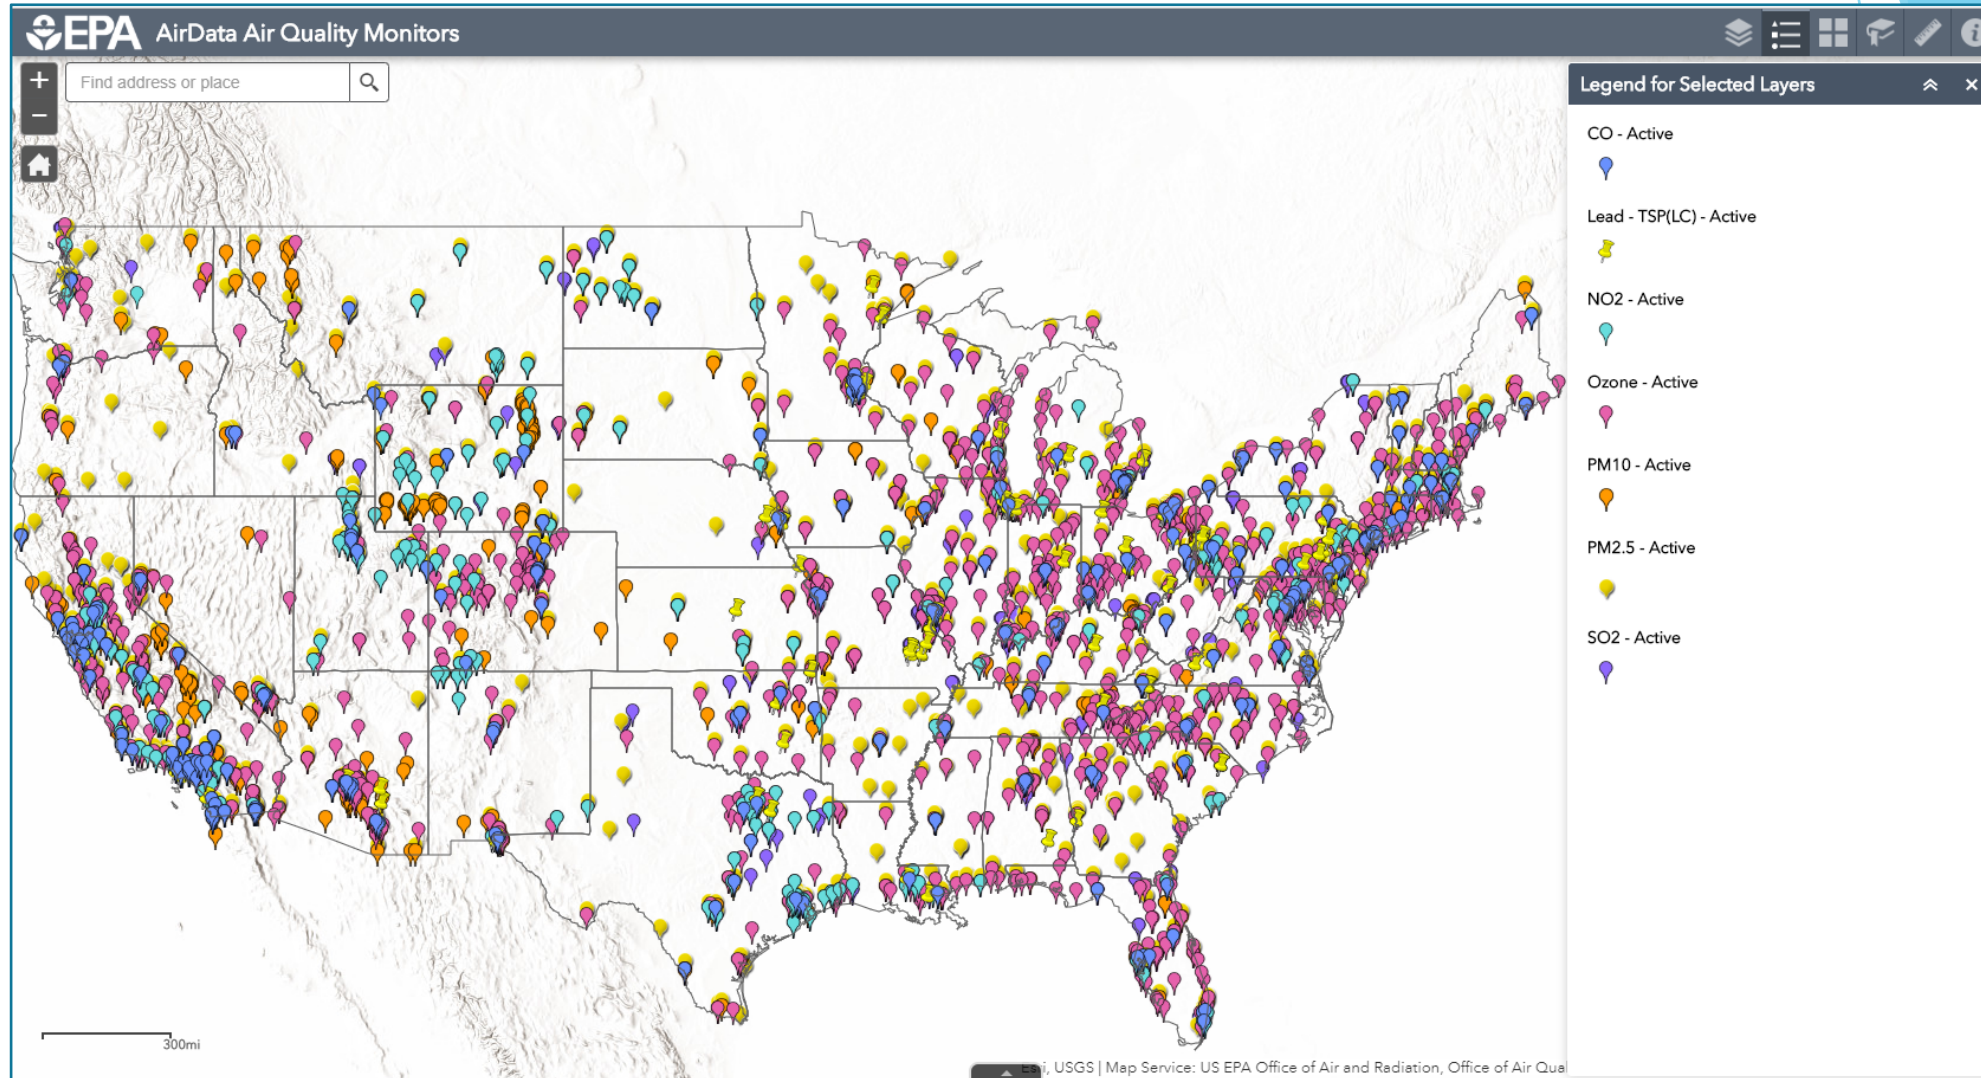 EPA AirData Air Quality Monitors
+
Find address or place
−
Legend for Selected Layers
CO - Active
Lead - TSP(LC) - Active
NO2 - Active
Ozone - Active
PM10 - Active
PM2.5 - Active
SO2 - Active
300mi
USGS | Map Service: US EPA Office of Air and Radiation, Office of Air Qua